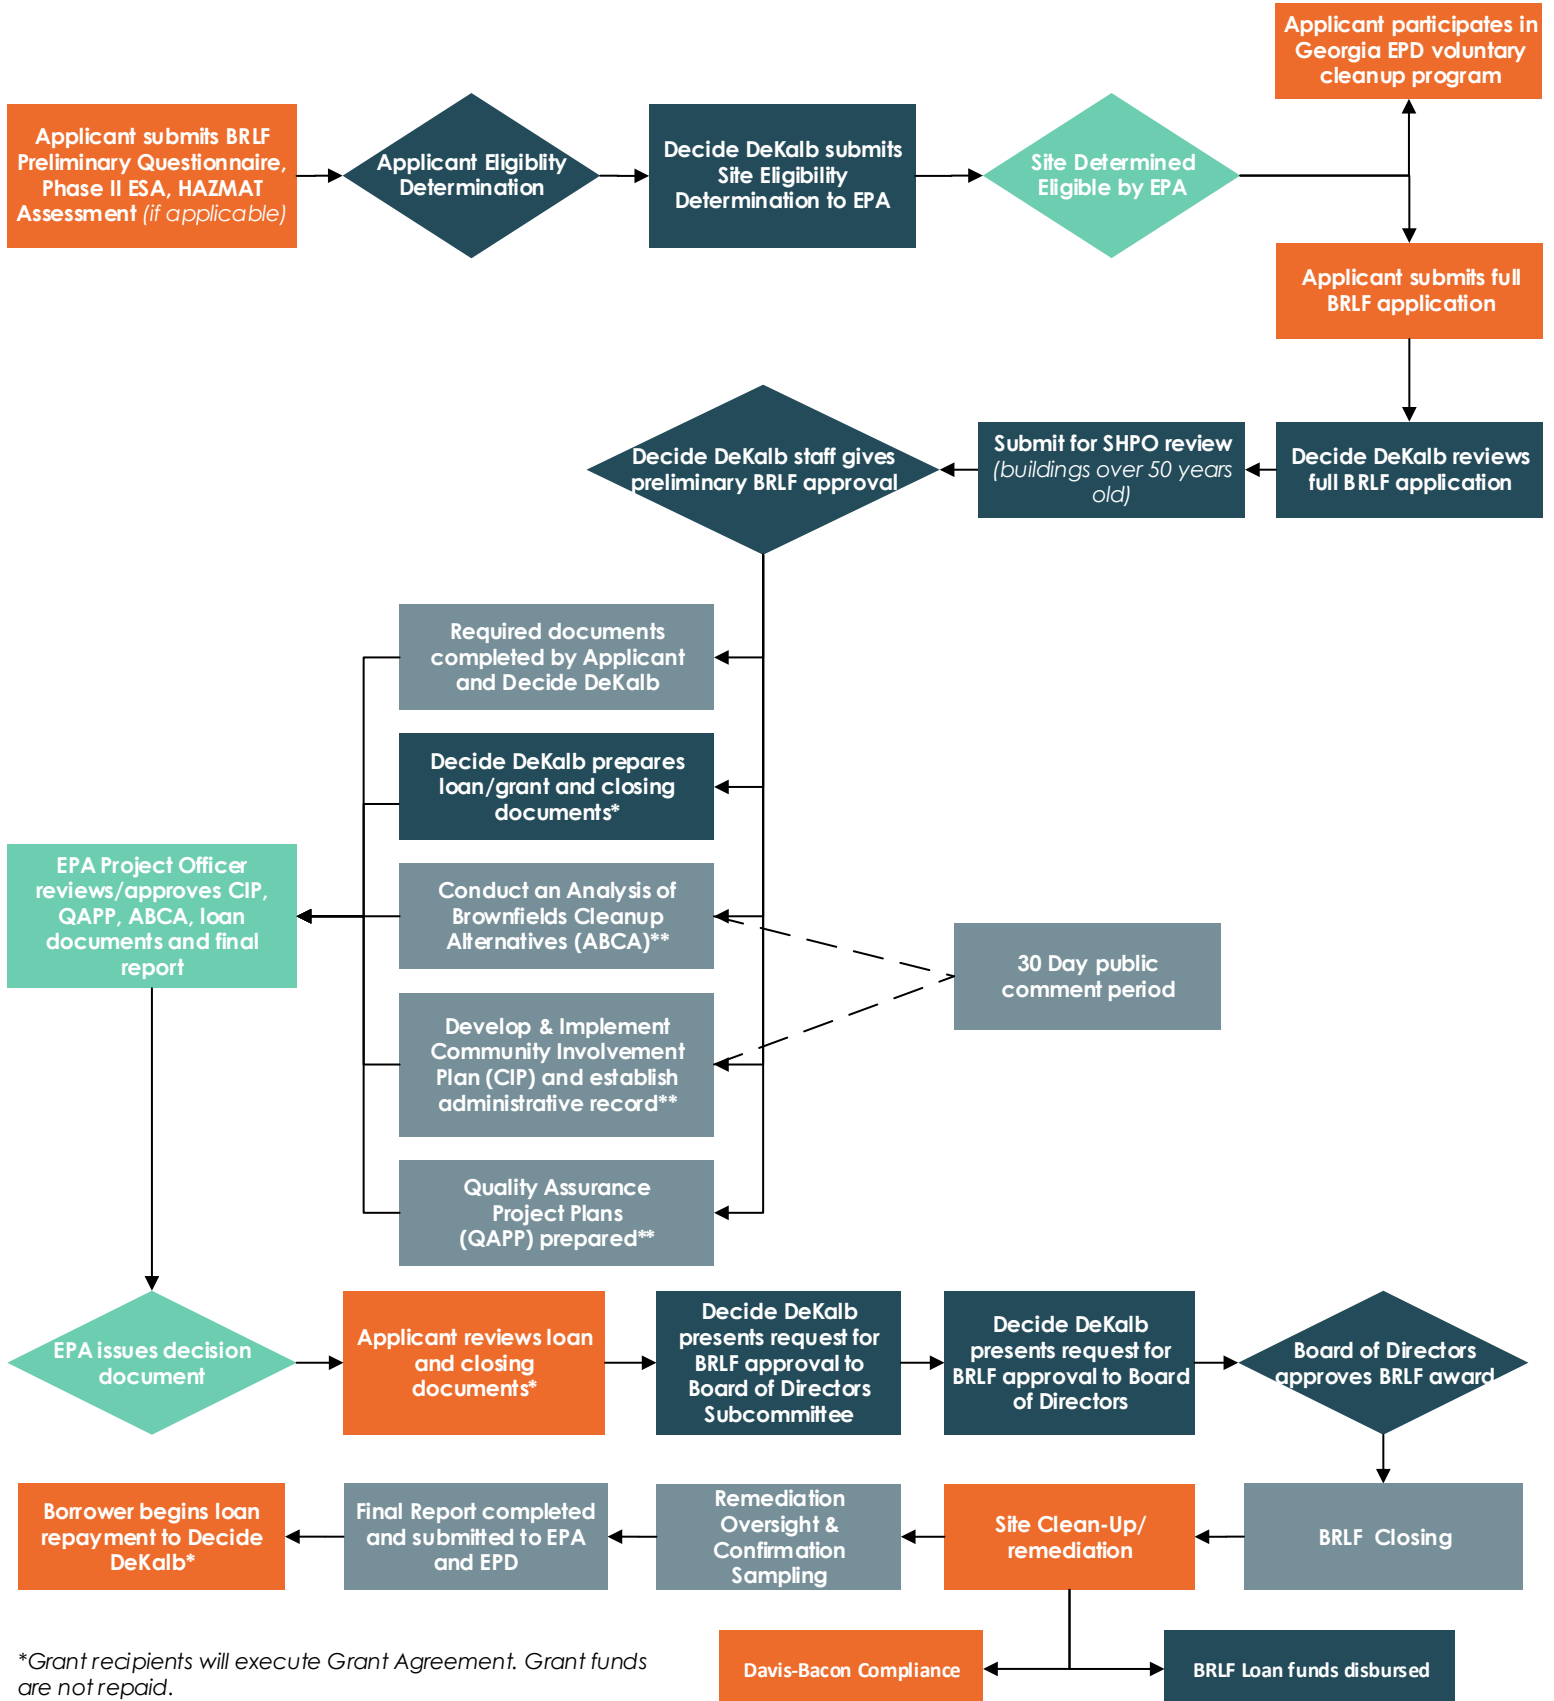 Applicant participates in
Georgia EPD voluntary
cleanup program
Applicant submits BRLF
Preliminary Questionnaire,
Phase II ESA, HAZMAT
Assessment (if applicable)
Applicant Eligiblity
Determination
Decide DeKalb submits
Site Eligibility
Determination to EPA
Site Determined
Eligible by EPA
Applicant submits full
BRLF application
Decide DeKalb reviews
full BRLF application
Submit for SHPO review
(buildings over 50 years
old)
Decide DeKalb staff gives
preliminary BRLF approval
Required documents
completed by Applicant
and Decide DeKalb
Decide DeKalb prepares
loan/grant and closing
documents*
Conduct an Analysis of
Brownfields Cleanup
Alternatives (ABCA)**
Develop & Implement
Community Involvement
Plan (CIP) and establish
administrative record**
Quality Assurance
Project Plans
(QAPP) prepared**
30 Day public
comment period
EPA Project Officer
reviews/approves CIP,
QAPP, ABCA, loan
documents and final
report
EPA issues decision
document
Applicant reviews loan
and closing
documents*
Decide DeKalb
presents request for
BRLF approval to
Board of Directors
Subcommittee
Decide DeKalb
presents request for
BRLF approval to Board
of Directors
Board of Directors
approves BRLF award
BRLF Closing
Site Clean-Up/
remediation
Remediation
Oversight &
Confirmation
Sampling
Final Report completed
and submitted to EPA
and EPD
Borrower begins loan
repayment to Decide
DeKalb*
Davis-Bacon Compliance
BRLF Loan funds disbursed
*Grant recipients will execute Grant Agreement. Grant funds
are not repaid.